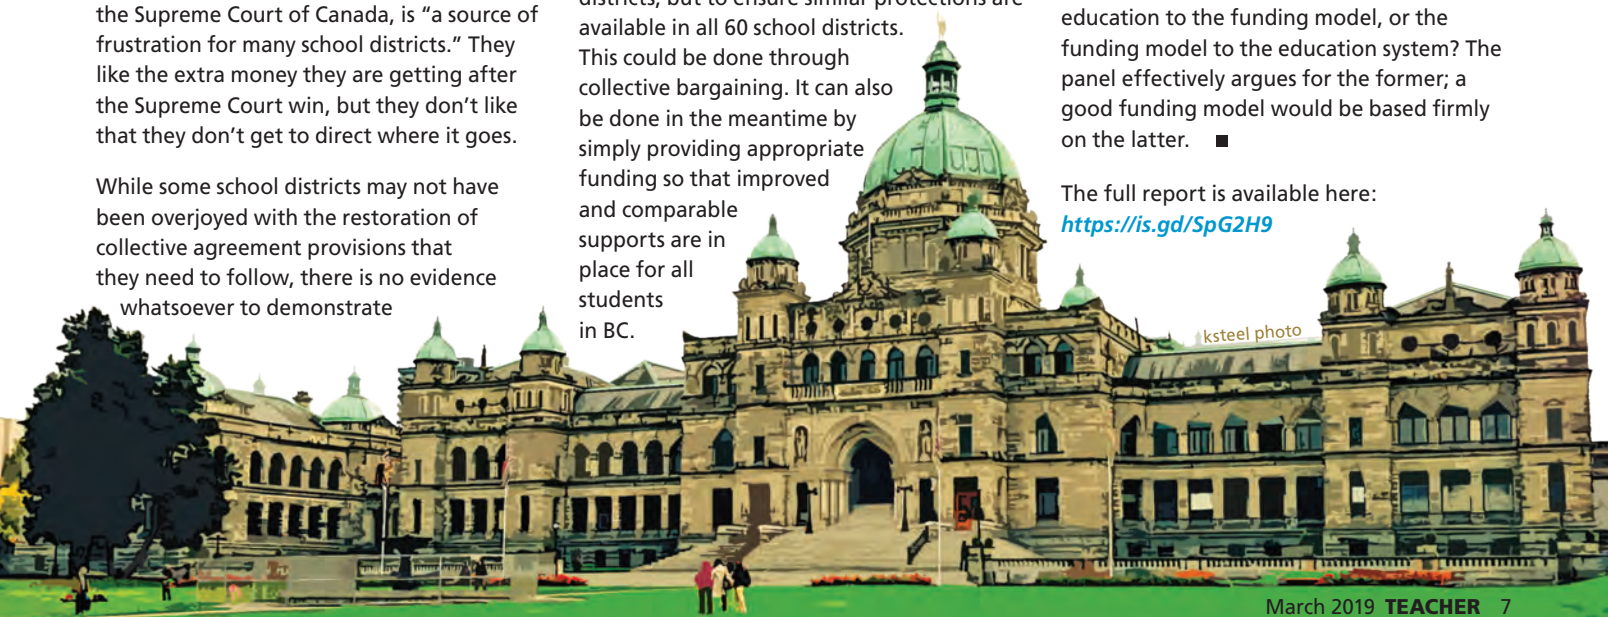 the Supreme Court of Canada, is “a source of
frustration for many school districts.” They
like the extra money they are getting after
the Supreme Court win, but they don’t like
that they don’t get to direct where it goes.
While some school districts may not have
been overjoyed with the restoration of
collective agreement provisions that
they need to follow, there is no evidence
whatsoever to demonstrate
districts, but to ensure similar protections are
available in all 60 school districts.
This could be done through
collective bargaining. It can also
be done in the meantime by
simply providing appropriate
funding so that improved
and comparable
supports are in
place for all
students
in BC.
education to the funding model, or the
funding model to the education system? The
panel effectively argues for the former; a
good funding model would be based firmly
on the latter. ■
The full report is available here:
https://is.gd/SpG2H9
ksteel photo
March 2019 TEACHER 7